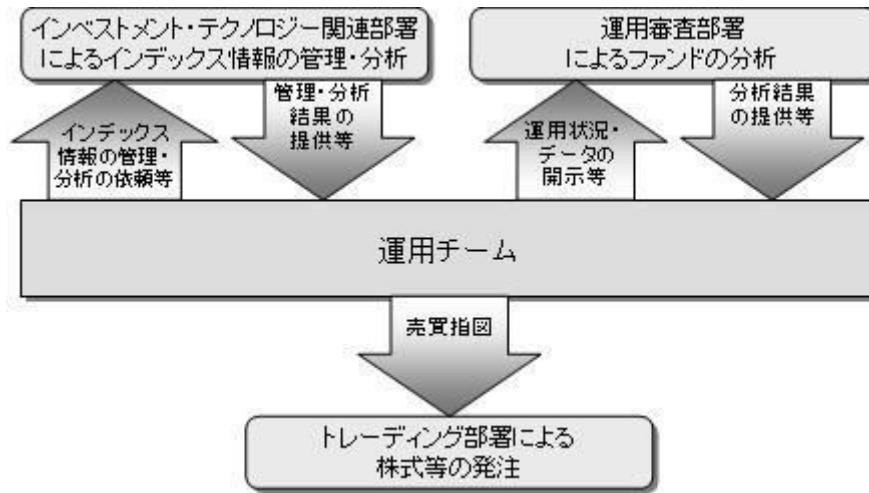 インベストメント・テクノロジー関連部署
によるインデックス情報の管理・分析
運用審査部署
によるファンドの分析
インデックス
情報の管理・
分析の依頼等
管理・分析
結果の
提供等
運用状況・
データの
開示等
分析結果
の提供等
運用チーム
売買指図
トレーディング部署による
株式等の発注